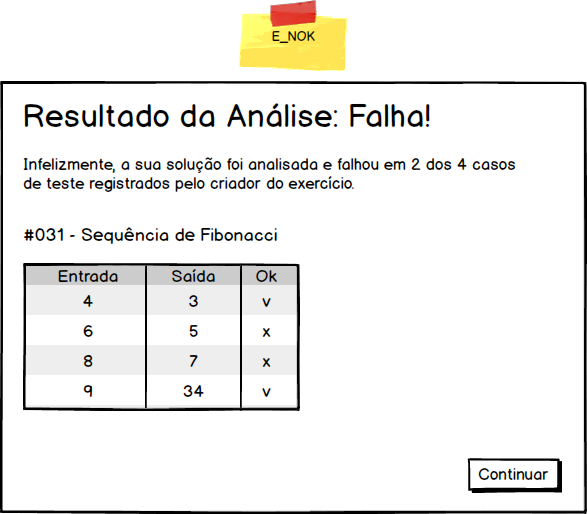 E_NOK
Resultado da Análise: Falha!
Infelizmente, a sua solução foi analisada e falhou em 2 dos 4 casos
de teste registrados pelo criador do exercício.
#031 - Sequência de Fibonacci
Entrada Saída Ok
4 3 v
6 5 x
8 7 x
9 34 v
Continuar